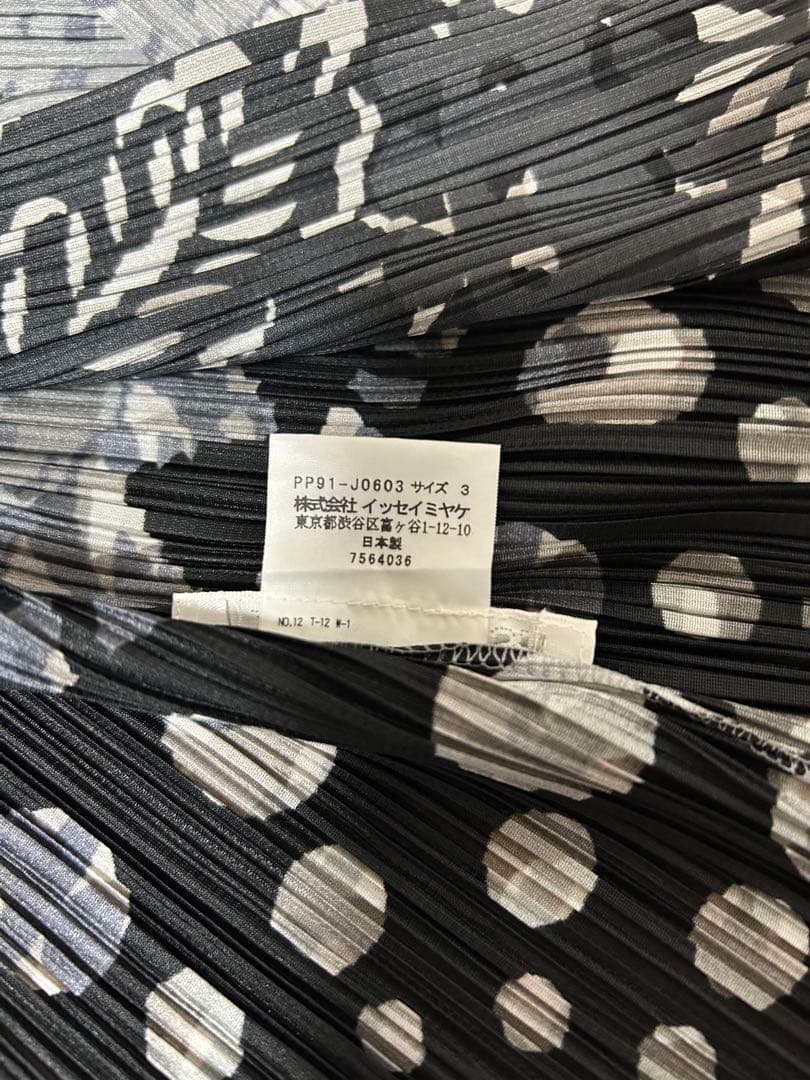 PP91-J0603 サイズ 3
株式会社 イッセイミヤケ
東京都渋谷区富ヶ谷1-12-10
日本製
7564036
NO.12 T-12 W-1